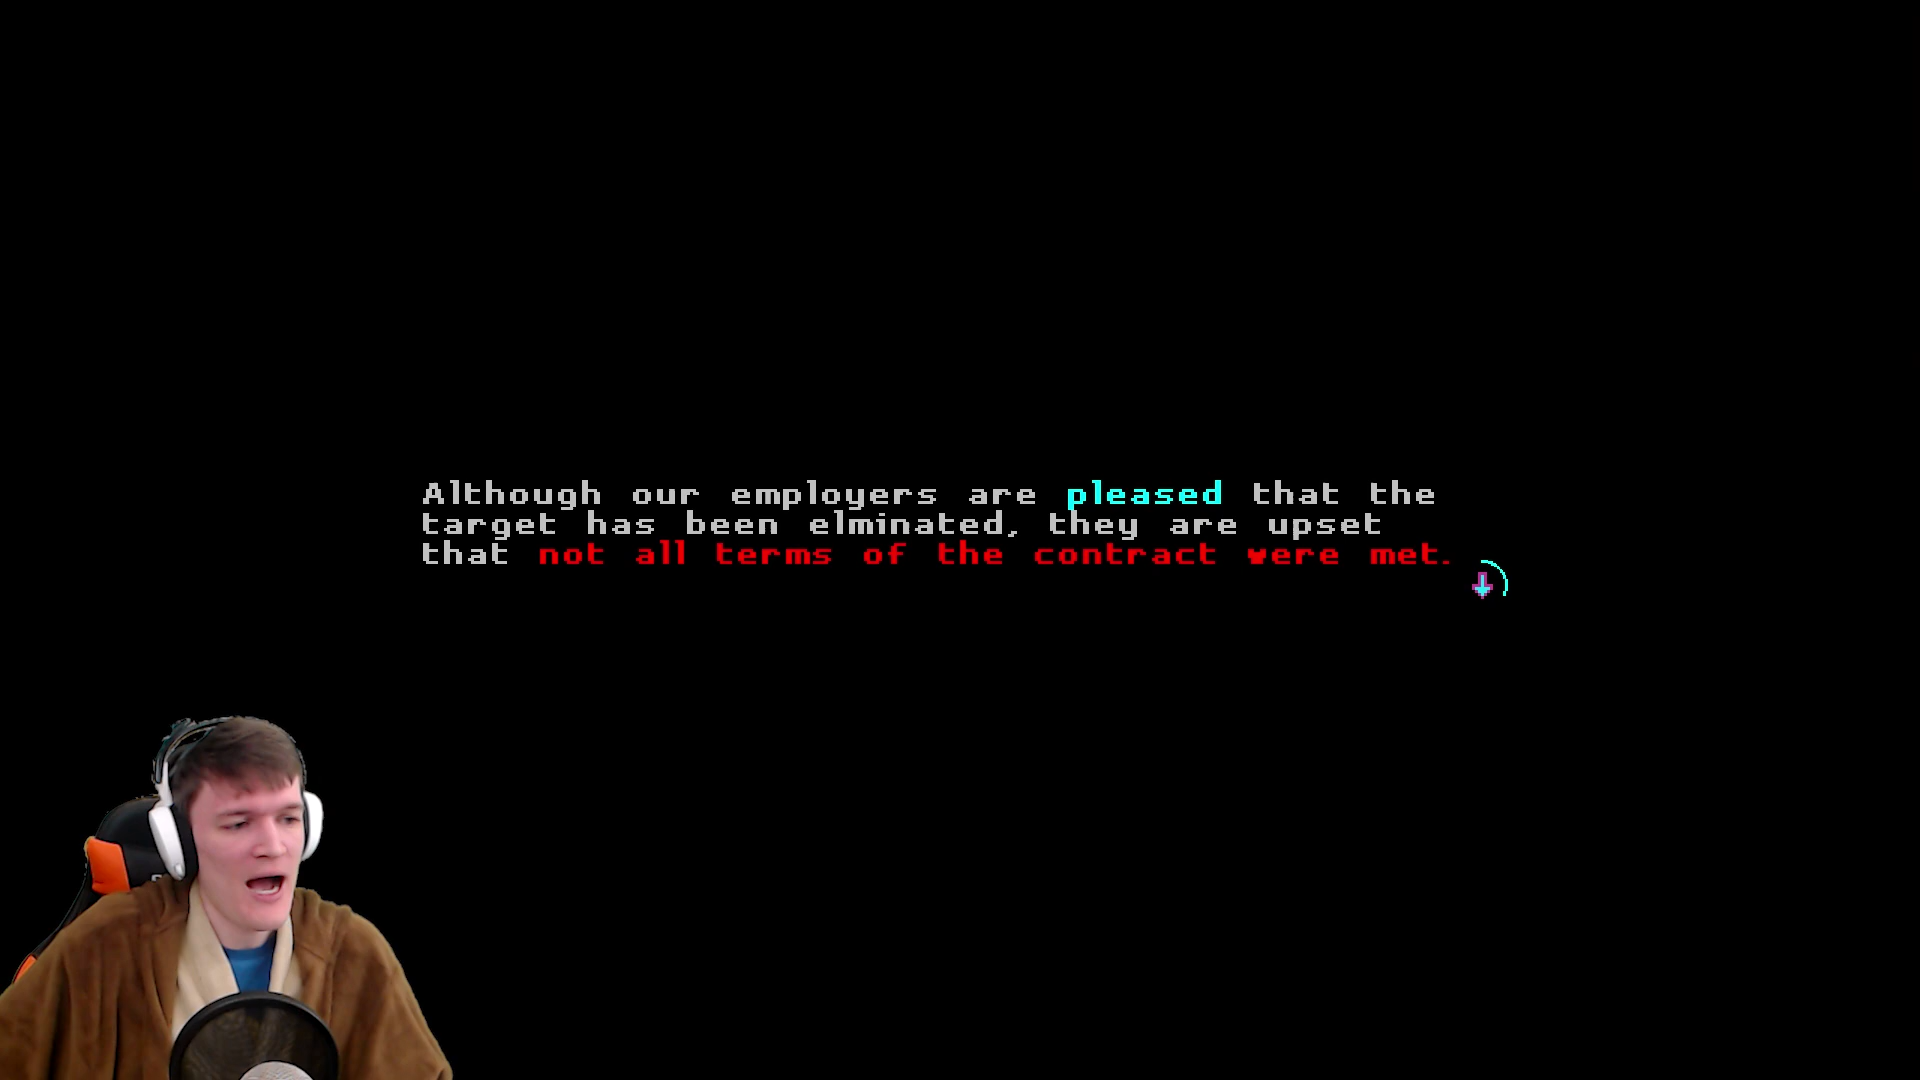 Although our employers are pleased that the
target has been elminated, they are upset
that not all terms of the contract were met.